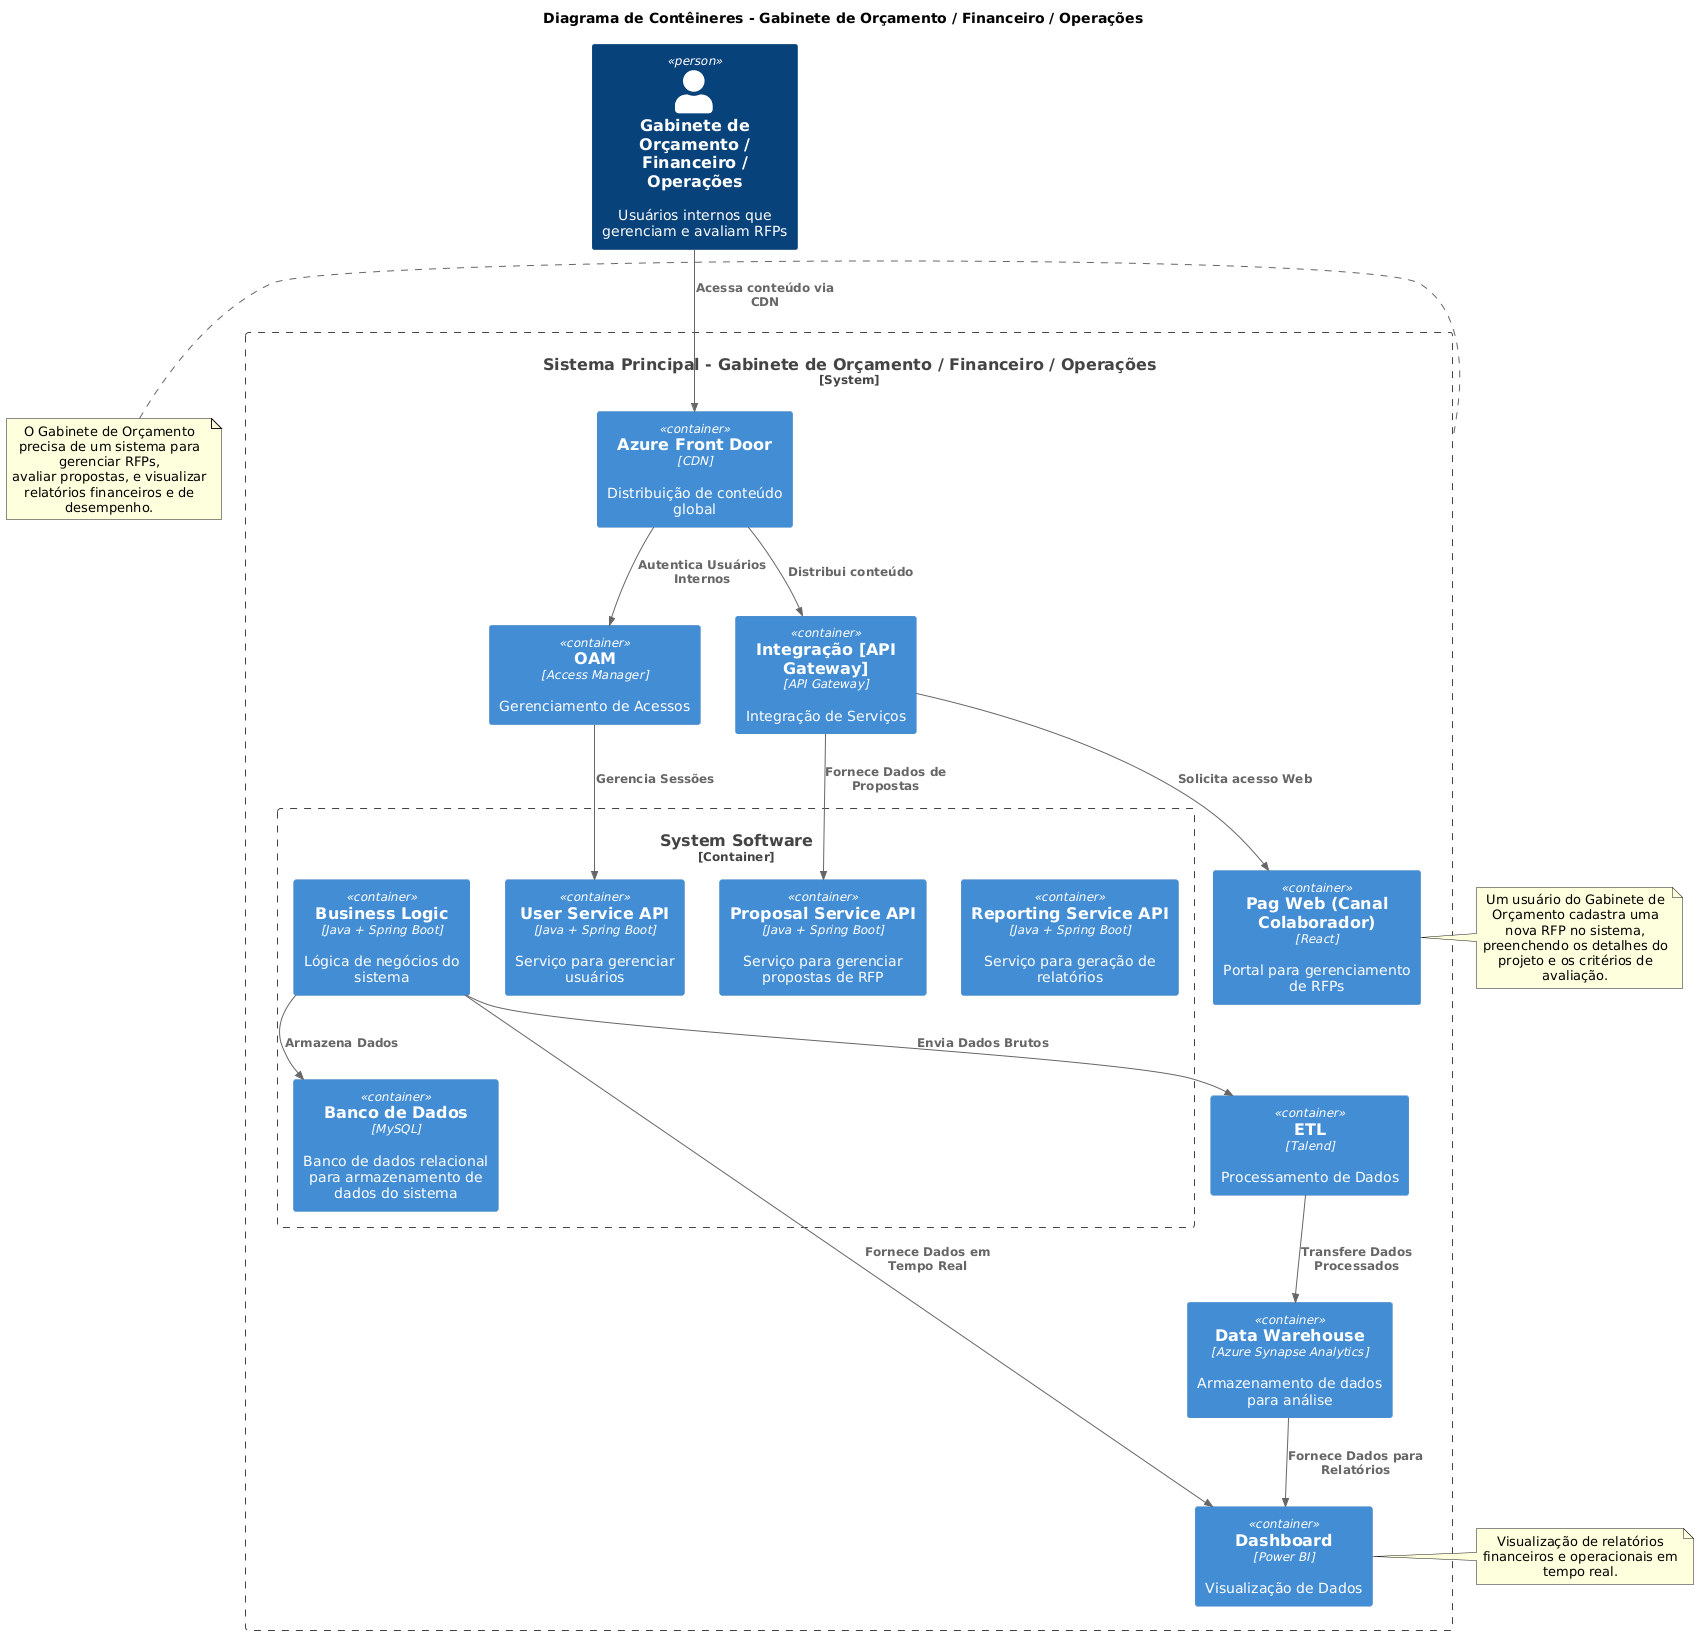 Diagrama de Contêineres - Gabinete de Orçamento / Financeiro / Operações
«person»
Gabinete de
Orçamento /
Financeiro /
Operações
Usuários internos que
gerenciam e avaliam RFPs
Acessa conteúdo via
CDN
Sistema Principal - Gabinete de Orçamento / Financeiro / Operações
[System]
O Gabinete de Orçamento
precisa de um sistema para
gerenciar RFPs,
avaliar propostas, e visualizar
relatórios financeiros e de
desempenho.
«container»
Azure Front Door
[CDN]
Distribuição de conteúdo
global
Autentica Usuários
Internos
Distribui conteúdo
«container»
OAM
[Access Manager]
Gerenciamento de Acessos
«container»
Integração [API
Gateway]
[API Gateway]
Integração de Serviços
Gerencia Sessões
Fornece Dados de
Propostas
Solicita acesso Web
System Software
[Container]
«container»
Business Logic
[Java + Spring Boot]
Lógica de negócios do
sistema
«container»
User Service API
[Java + Spring Boot]
Serviço para gerenciar
usuários
«container»
Proposal Service API
[Java + Spring Boot]
Serviço para gerenciar
propostas de RFP
«container»
Reporting Service API
[Java + Spring Boot]
Serviço para geração de
relatórios
«container»
Pag Web (Canal
Colaborador)
[React]
Portal para gerenciamento
de RFPs
Um usuário do Gabinete de
Orçamento cadastra uma
nova RFP no sistema,
preenchendo os detalhes do
projeto e os critérios de
avaliação.
Armazena Dados
Envia Dados Brutos
«container»
Banco de Dados
[MySQL]
Banco de dados relacional
para armazenamento de
dados do sistema
«container»
ETL
[Talend]
Processamento de Dados
Fornece Dados em
Tempo Real
Transfere Dados
Processados
«container»
Data Warehouse
[Azure Synapse Analytics]
Armazenamento de dados
para análise
Fornece Dados para
Relatórios
«container»
Dashboard
[Power BI]
Visualização de Dados
Visualização de relatórios
financeiros e operacionais em
tempo real.